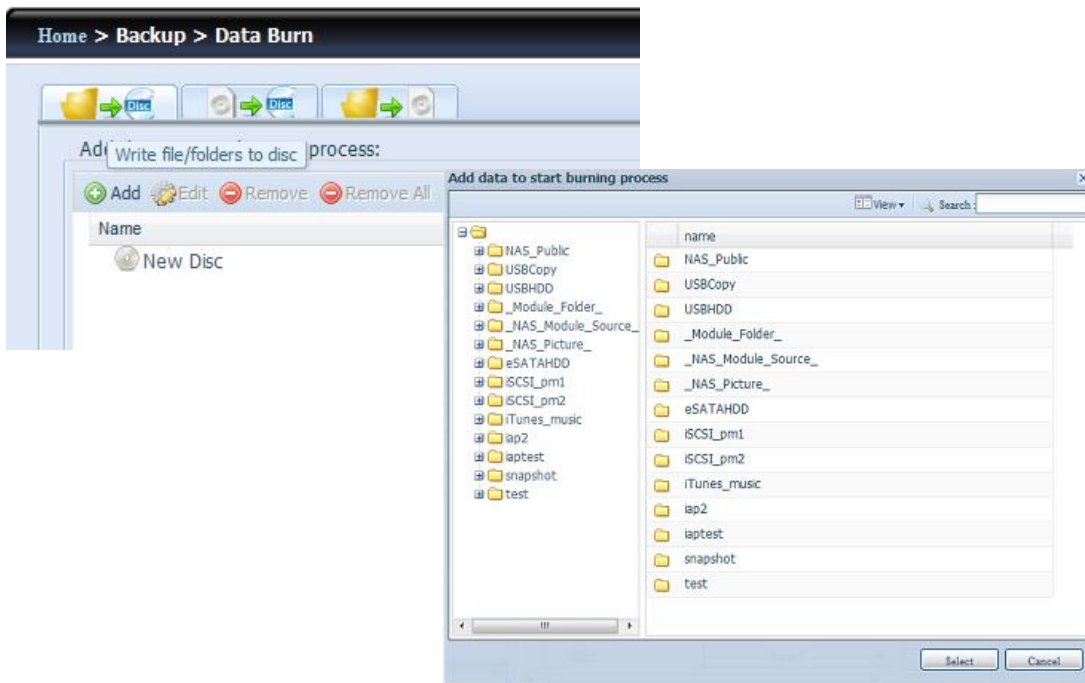 Home > Backup > Data Burn
Disc
Disc
Add process:
Write file/folders to disc
Add Edit Remove Remove All
Name
New Disc
Add data to start burning process
View Search:
NAS_Public
USBCopy
USBHDD
_Module_Folder_
_NAS_Module_Source_
_NAS_Picture_
eSATAHDD
iSCSI_pm1
iSCSI_pm2
iTunes_music
iap2
iaptest
snapshot
test
name
NAS_Public
USBCopy
USBHDD
_Module_Folder_
_NAS_Module_Source_
_NAS_Picture_
eSATAHDD
iSCSI_pm1
iSCSI_pm2
iTunes_music
iap2
iaptest
snapshot
test
Select Cancel